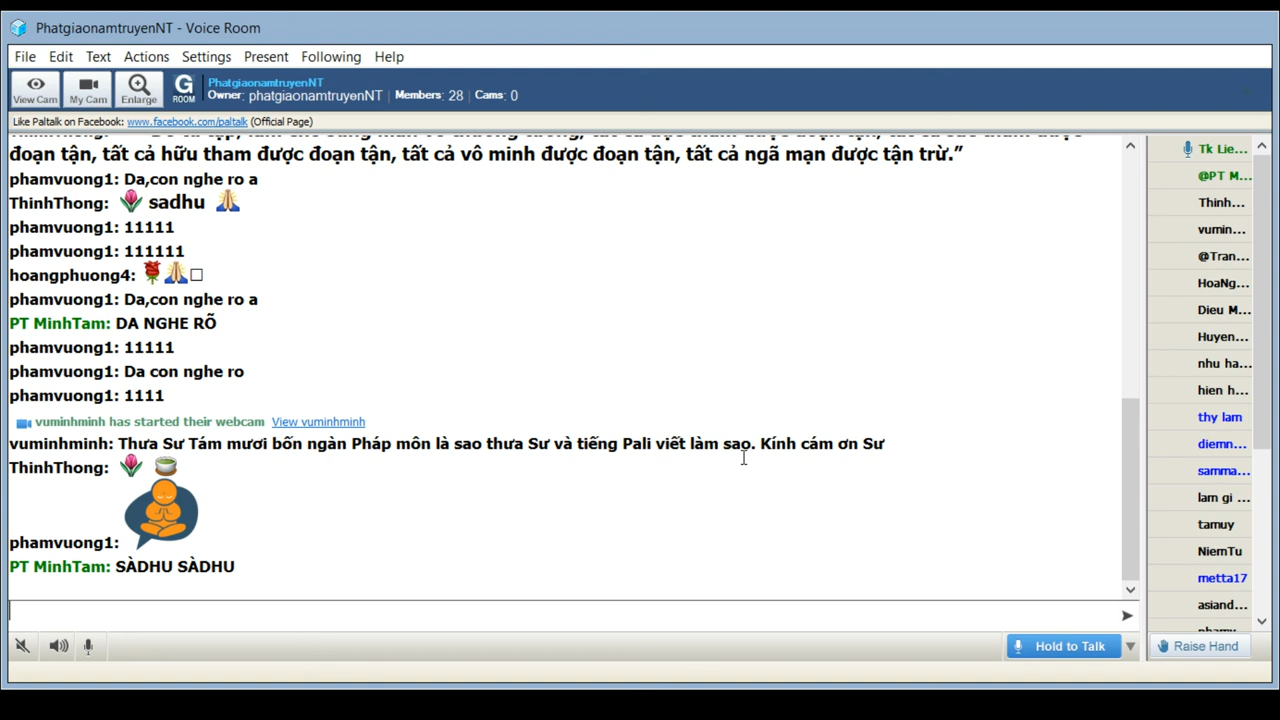 PhatgiaonamtruyenNT - Voice Room
File Edit Text Actions Settings Present Following Help
View Cam My Cam Enlarge G ROOM
PhatgiaonamtruyenNT
Owner: phatgiaonamtruyenNT Members: 28 Cams: 0
Like Paltalk on Facebook: www.facebook.com/paltalk (Official Page)
đoạn tận, tất cả hữu tham được đoạn tận, tất cả vô minh được đoạn tận, tất cả ngã mạn được tận trừ.”
phamvuong1: Da,con nghe ro a
ThinhThong: sadhu
phamvuong1: 11111
phamvuong1: 111111
hoangphuong4:
phamvuong1: Da,con nghe ro a
PT MinhTam: DA NGHE RÕ
phamvuong1: 11111
phamvuong1: Da con nghe ro
phamvuong1: 1111
vuminhminh has started their webcam View vuminhminh
vuminhminh: Thưa Sư Tám mươi bốn ngàn Pháp môn là sao thưa Sư và tiếng Pali viết làm sao. Kính cám ơn Sư
ThinhThong:
phamvuong1:
PT MinhTam: SÀDHU SÀDHU
Tk Lie...
@PT M...
Thinh...
vumin...
@Tran...
HoaNg...
Dieu M...
Huyen...
nhu ha...
hien h...
thy lam
diemn...
samma...
lam gi ...
tamuy
NiemTu
metta17
asiand...
Hold to Talk
Raise Hand